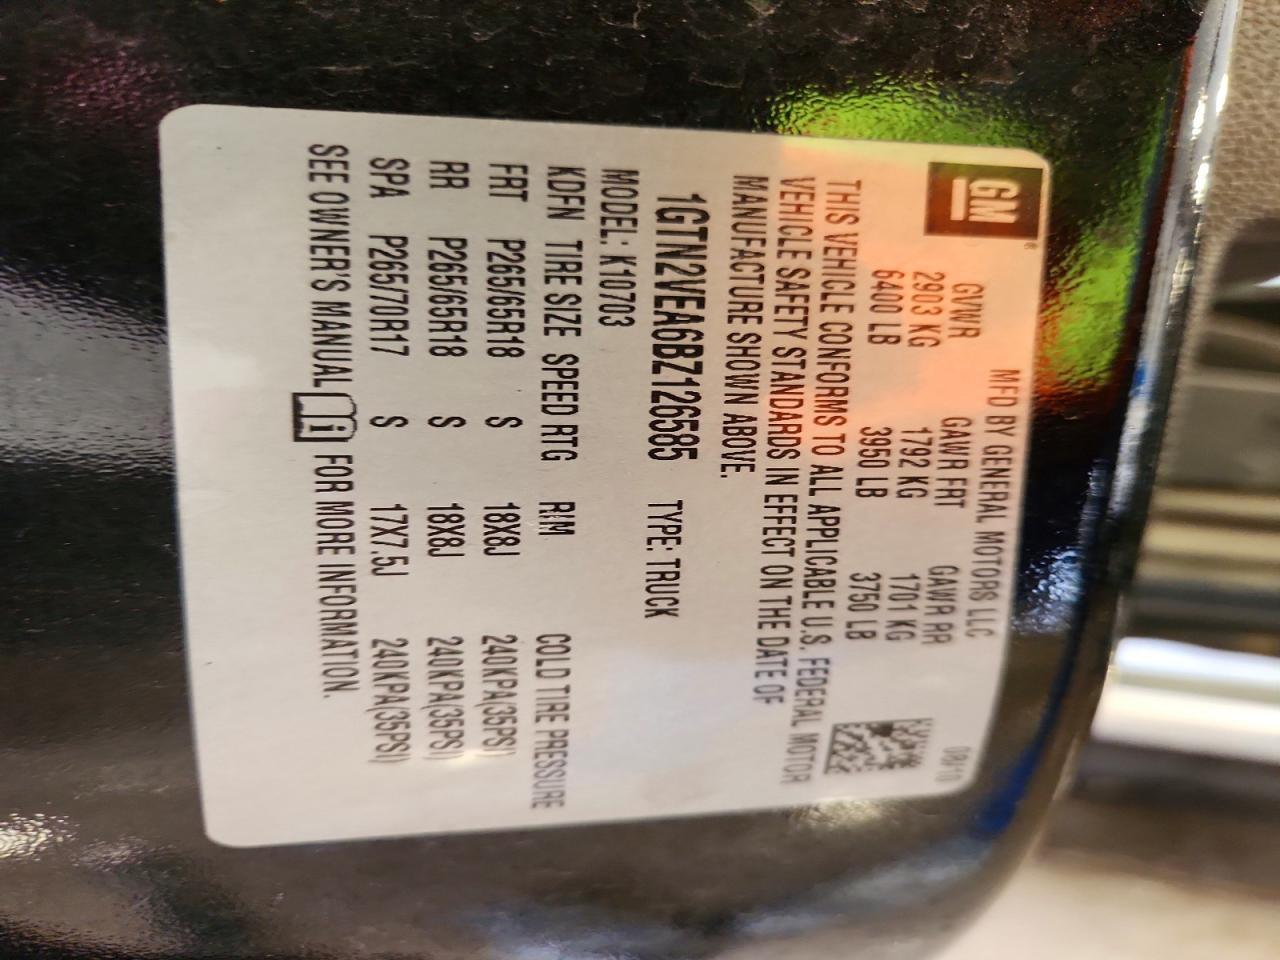 GM®
MFD BY GENERAL MOTORS LLC 08/10
GVWR GAWR FRT GAWR RR
2903 KG 1792 KG 1701 KG
6400 LB 3950 LB 3750 LB
THIS VEHICLE CONFORMS TO ALL APPLICABLE U.S. FEDERAL MOTOR
VEHICLE SAFETY STANDARDS IN EFFECT ON THE DATE OF
MANUFACTURE SHOWN ABOVE.
1GTN2VEA6BZ126585 TYPE: TRUCK
MODEL: K10703
KDFN TIRE SIZE SPEED RTG RIM COLD TIRE PRESSURE
FRT P265/65R18 S 18X8J 240KPA(35PSI)
RR P265/65R18 S 18X8J 240KPA(35PSI)
SPA P265/70R17 S 17X7.5J 240KPA(35PSI)
SEE OWNER'S MANUAL i FOR MORE INFORMATION.